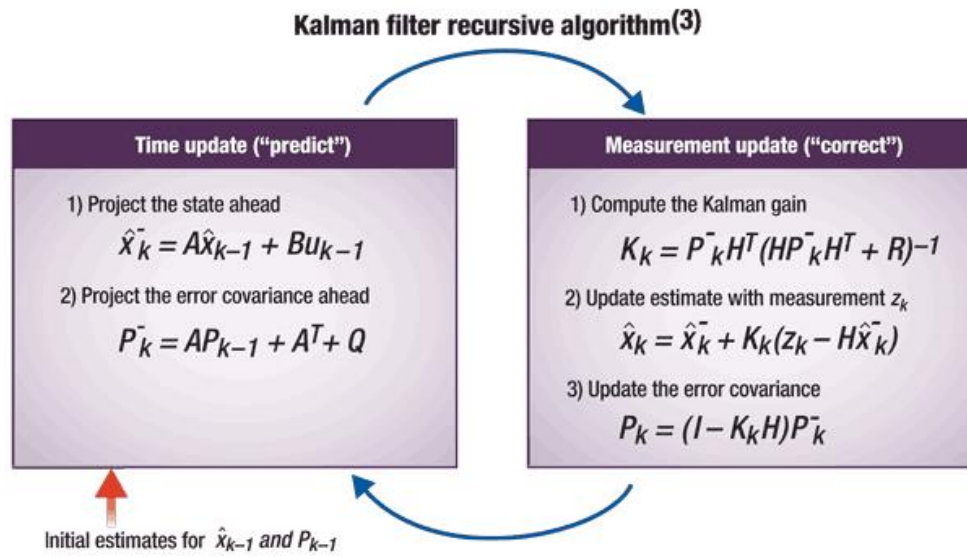 Kalman filter recursive algorithm(3)
Time update (“predict”)
1) Project the state ahead
x̂⁻ₖ = Ax̂ₖ₋₁ + Buₖ₋₁
2) Project the error covariance ahead
P⁻ₖ = APₖ₋₁ + Aᵀ + Q
Initial estimates for x̂ₖ₋₁ and Pₖ₋₁
Measurement update (“correct”)
1) Compute the Kalman gain
Kₖ = P⁻ₖHᵀ(HP⁻ₖHᵀ + R)⁻¹
2) Update estimate with measurement zₖ
x̂ₖ = x̂⁻ₖ + Kₖ(zₖ – Hx̂⁻ₖ)
3) Update the error covariance
Pₖ = (I – KₖH)P⁻ₖ